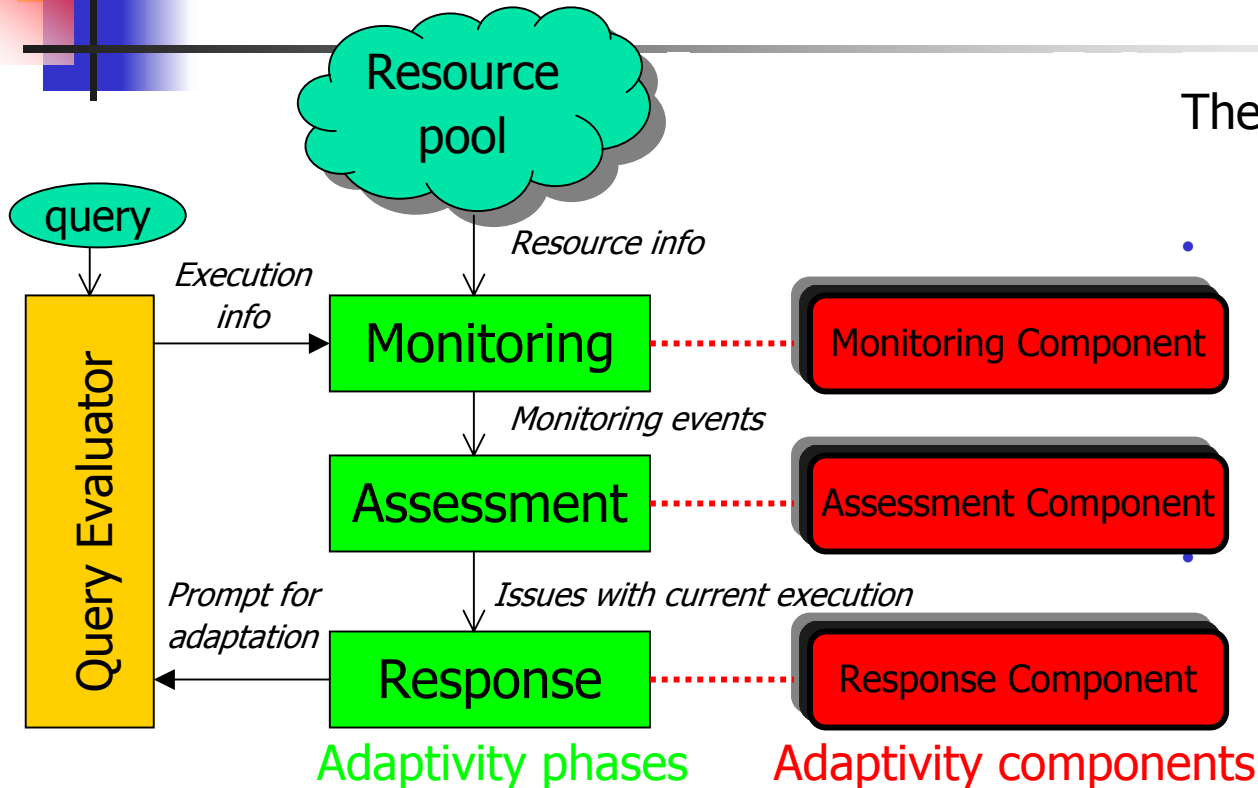 Resource
pool
The
query
Resource info
Execution
info
Monitoring
Monitoring Component
Query Evaluator
Monitoring events
Assessment
Assessment Component
Prompt for
adaptation
Issues with current execution
Response
Response Component
Adaptivity phases
Adaptivity components